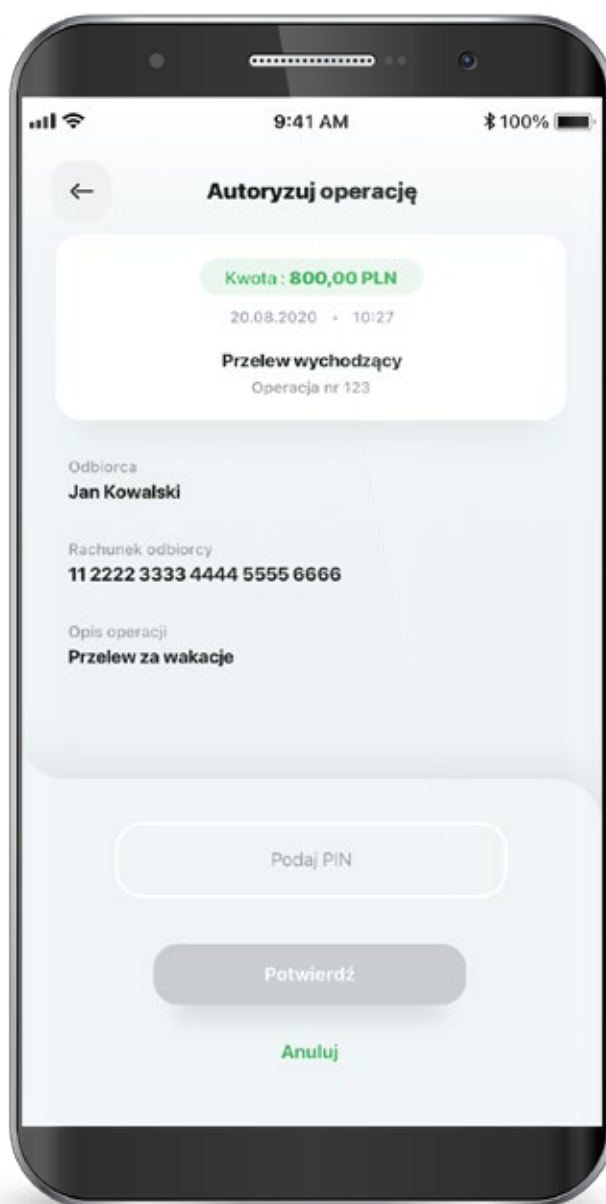 9:41 AM
100%
Autoryzuj operację
Kwota : 800,00 PLN
20.08.2020 • 10:27
Przelew wychodzący
Operacja nr 123
Odbiorca
Jan Kowalski
Rachunek odbiorcy
11 2222 3333 4444 5555 6666
Opis operacji
Przelew za wakacje
Podaj PIN
Potwierdź
Anuluj